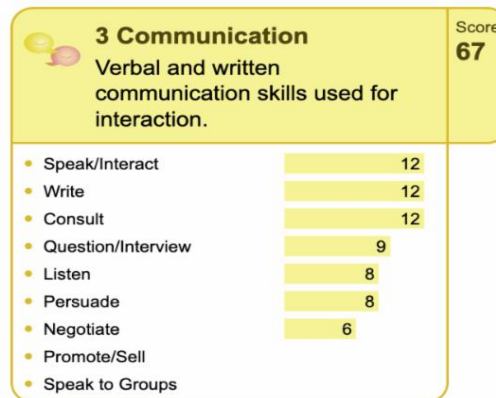 3 Communication
Verbal and written
communication skills used for
interaction.
Score
67
Speak/Interact 12
Write 12
Consult 12
Question/Interview 9
Listen 8
Persuade 8
Negotiate 6
Promote/Sell
Speak to Groups